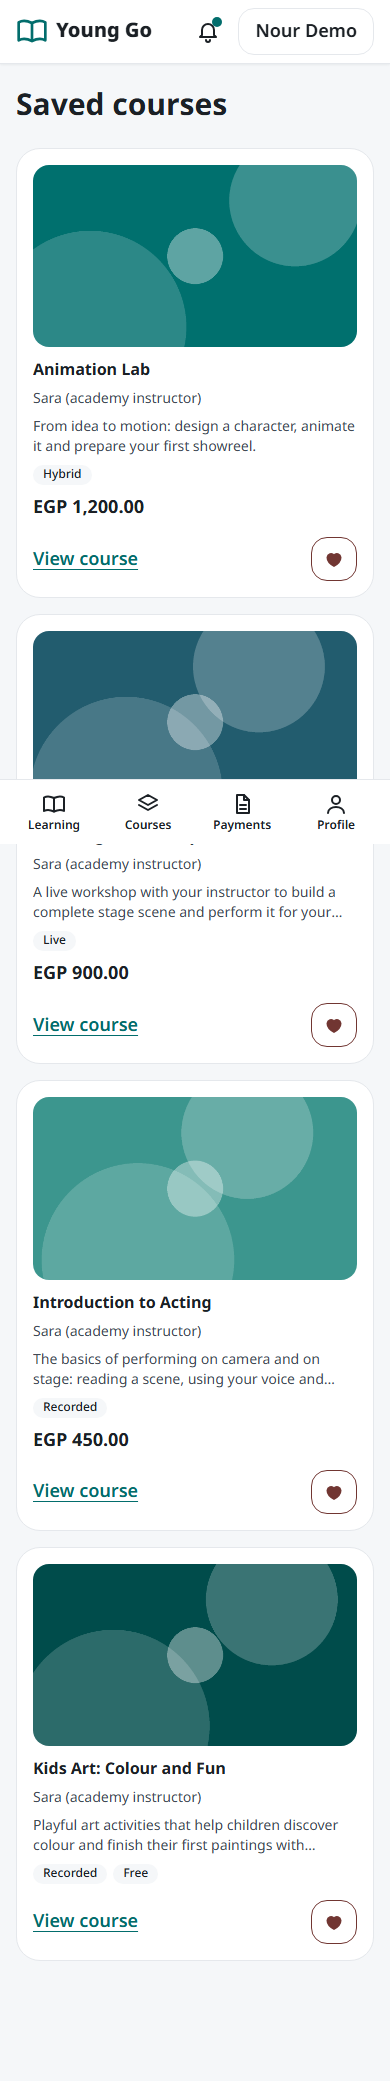 Young Go
Nour Demo
Saved courses
Animation Lab
Sara (academy instructor)
From idea to motion: design a character, animate
it and prepare your first showreel.
Hybrid
EGP 1,200.00
View course
Learning
Courses
Payments
Profile
Sara (academy instructor)
A live workshop with your instructor to build a
complete stage scene and perform it for your...
Live
EGP 900.00
View course
Introduction to Acting
Sara (academy instructor)
The basics of performing on camera and on
stage: reading a scene, using your voice and...
Recorded
EGP 450.00
View course
Kids Art: Colour and Fun
Sara (academy instructor)
Playful art activities that help children discover
colour and finish their first paintings with...
Recorded
Free
View course